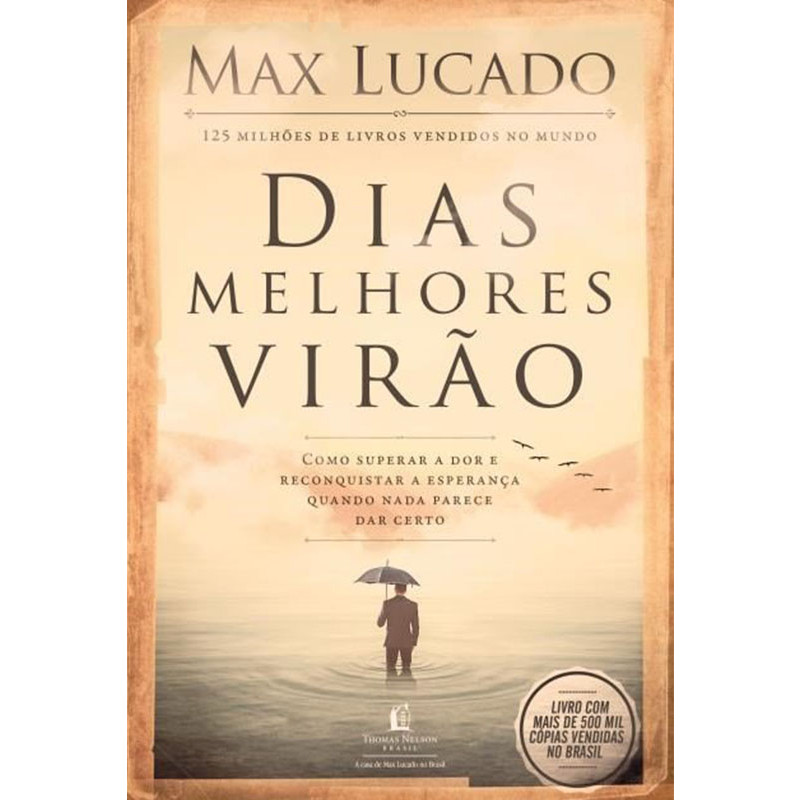 MAX LUCADO
125 MILHÕES DE LIVROS VENDIDOS NO MUNDO
DIAS
MELHORES
VIRÃO
COMO SUPERAR A DOR E
RECONQUISTAR A ESPERANÇA
QUANDO NADA PARECE
DAR CERTO
THOMAS NELSON
BRASIL
A casa de Max Lucado no Brasil
LIVRO COM
MAIS DE 500 MIL
CÓPIAS VENDIDAS
NO BRASIL